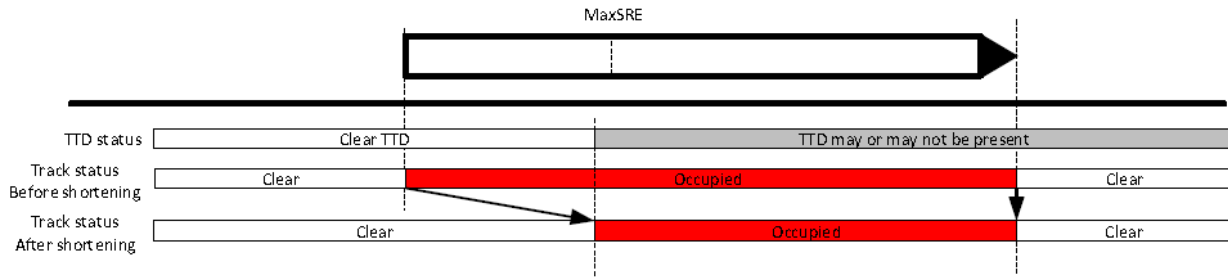 MaxSRE
TTD status
Clear TTD
TTD may or may not be present
Track status
Before shortening
Clear
Occupied
Clear
Track status
After shortening
Clear
Occupied
Clear